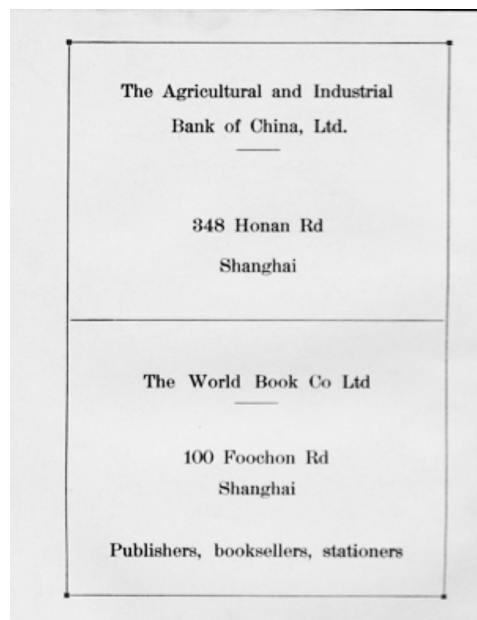 The Agricultural and Industrial
Bank of China, Ltd.
348 Honan Rd
Shanghai
The World Book Co Ltd
100 Foochon Rd
Shanghai
Publishers, booksellers, stationers